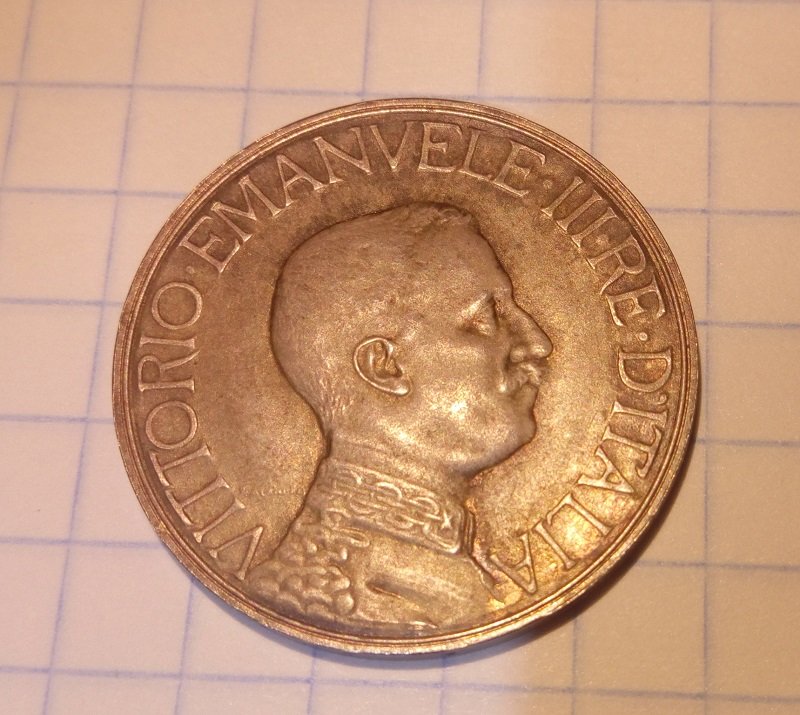 VITTORIO · EMANVELE · III · RE · D'ITALIA